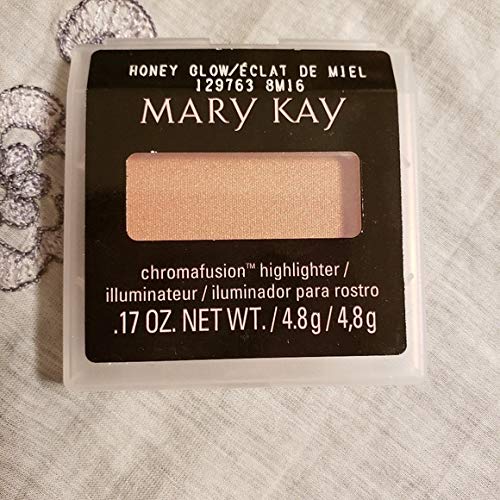 HONEY GLOW/ÉCLAT DE MIEL
129763 8M16
MARY KAY
chromafusion™ highlighter /
illuminateur / iluminador para rostro
.17 OZ. NET WT. / 4.8 g / 4,8g